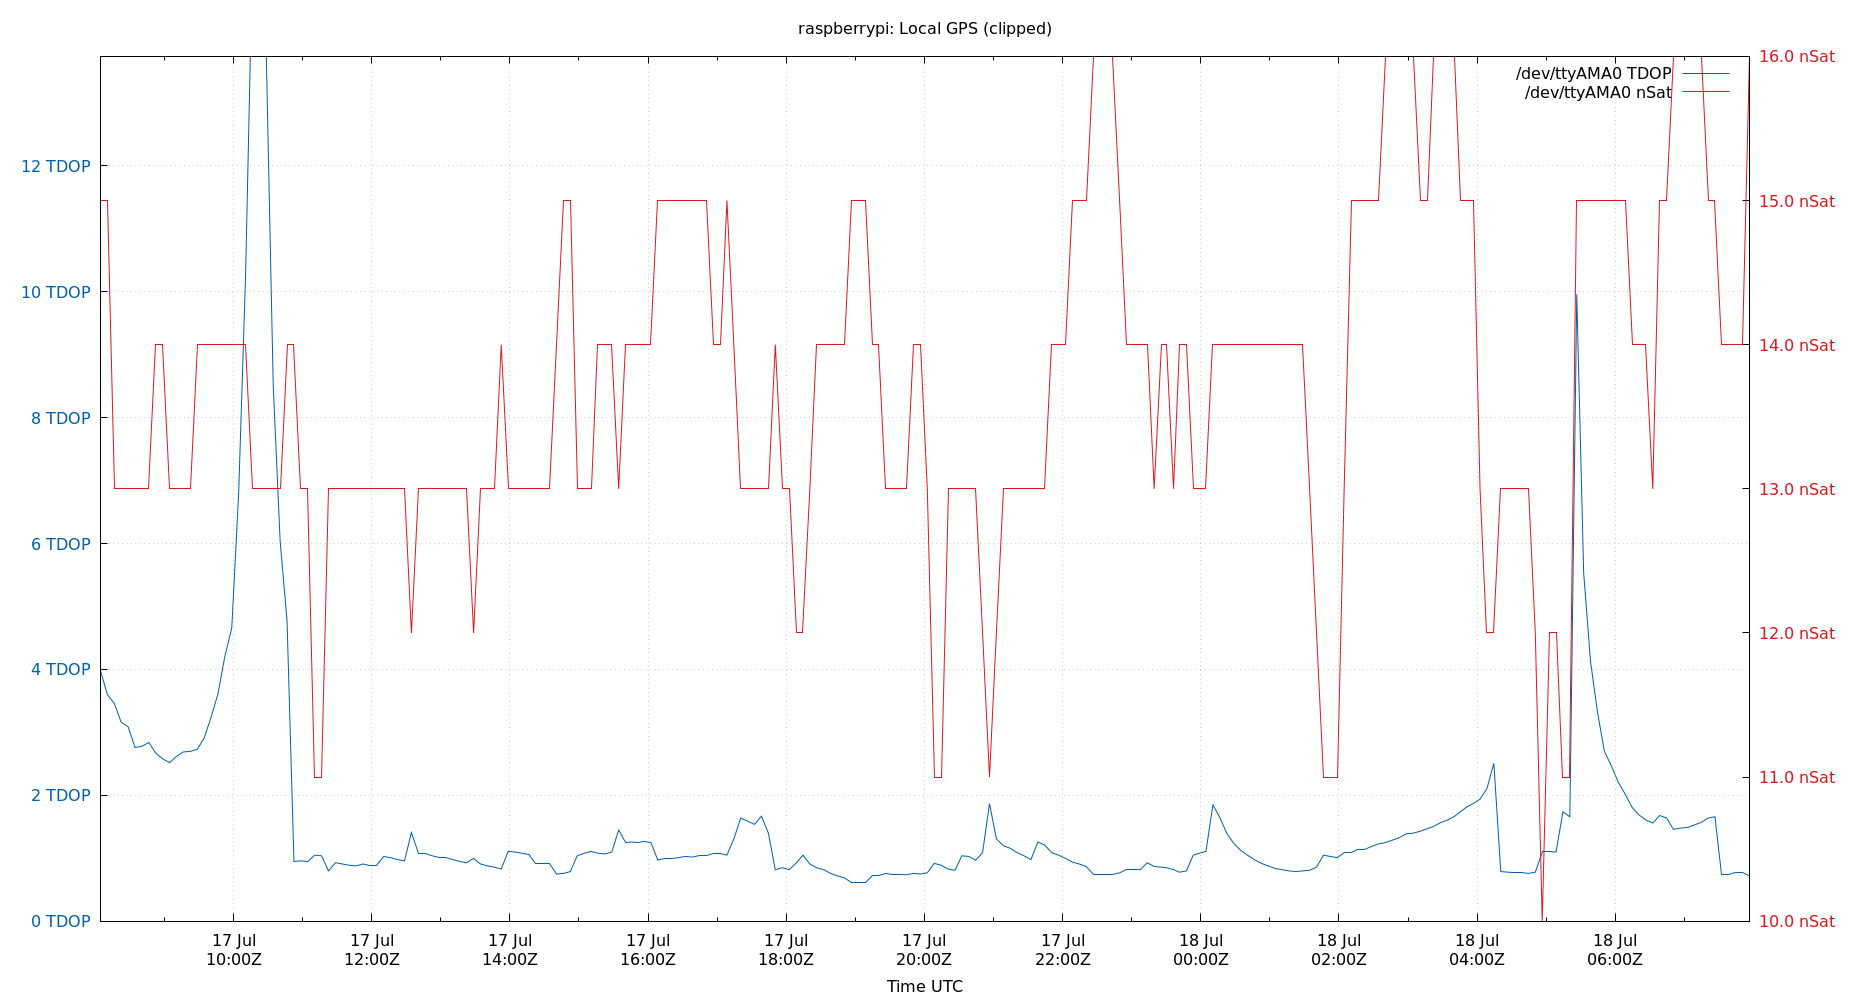 raspberrypi: Local GPS (clipped)
/dev/ttyAMA0 TDOP
/dev/ttyAMA0 nSat
12 TDOP
10 TDOP
8 TDOP
6 TDOP
4 TDOP
2 TDOP
0 TDOP
16.0 nSat
15.0 nSat
14.0 nSat
13.0 nSat
12.0 nSat
11.0 nSat
10.0 nSat
17 Jul
10:00Z
17 Jul
12:00Z
17 Jul
14:00Z
17 Jul
16:00Z
17 Jul
18:00Z
17 Jul
20:00Z
17 Jul
22:00Z
18 Jul
00:00Z
18 Jul
02:00Z
18 Jul
04:00Z
18 Jul
06:00Z
Time UTC